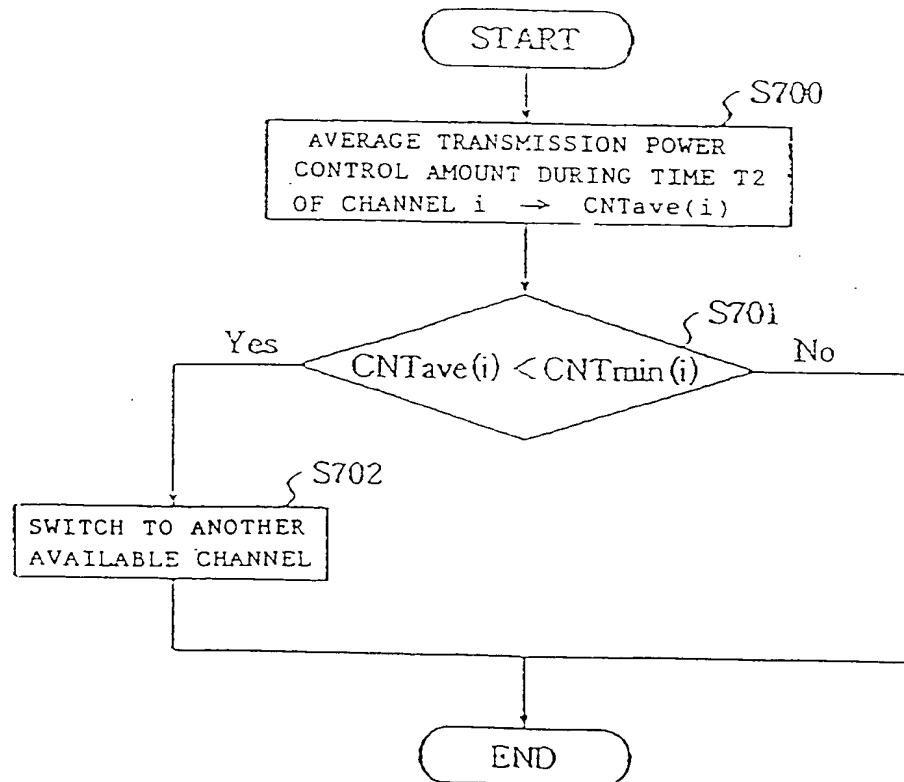 START
S700
AVERAGE TRANSMISSION POWER
CONTROL AMOUNT DURING TIME T2
OF CHANNEL i → CNTave(i)
S701
Yes
CNTave(i) < CNTmin(i)
No
S702
SWITCH TO ANOTHER
AVAILABLE CHANNEL
END